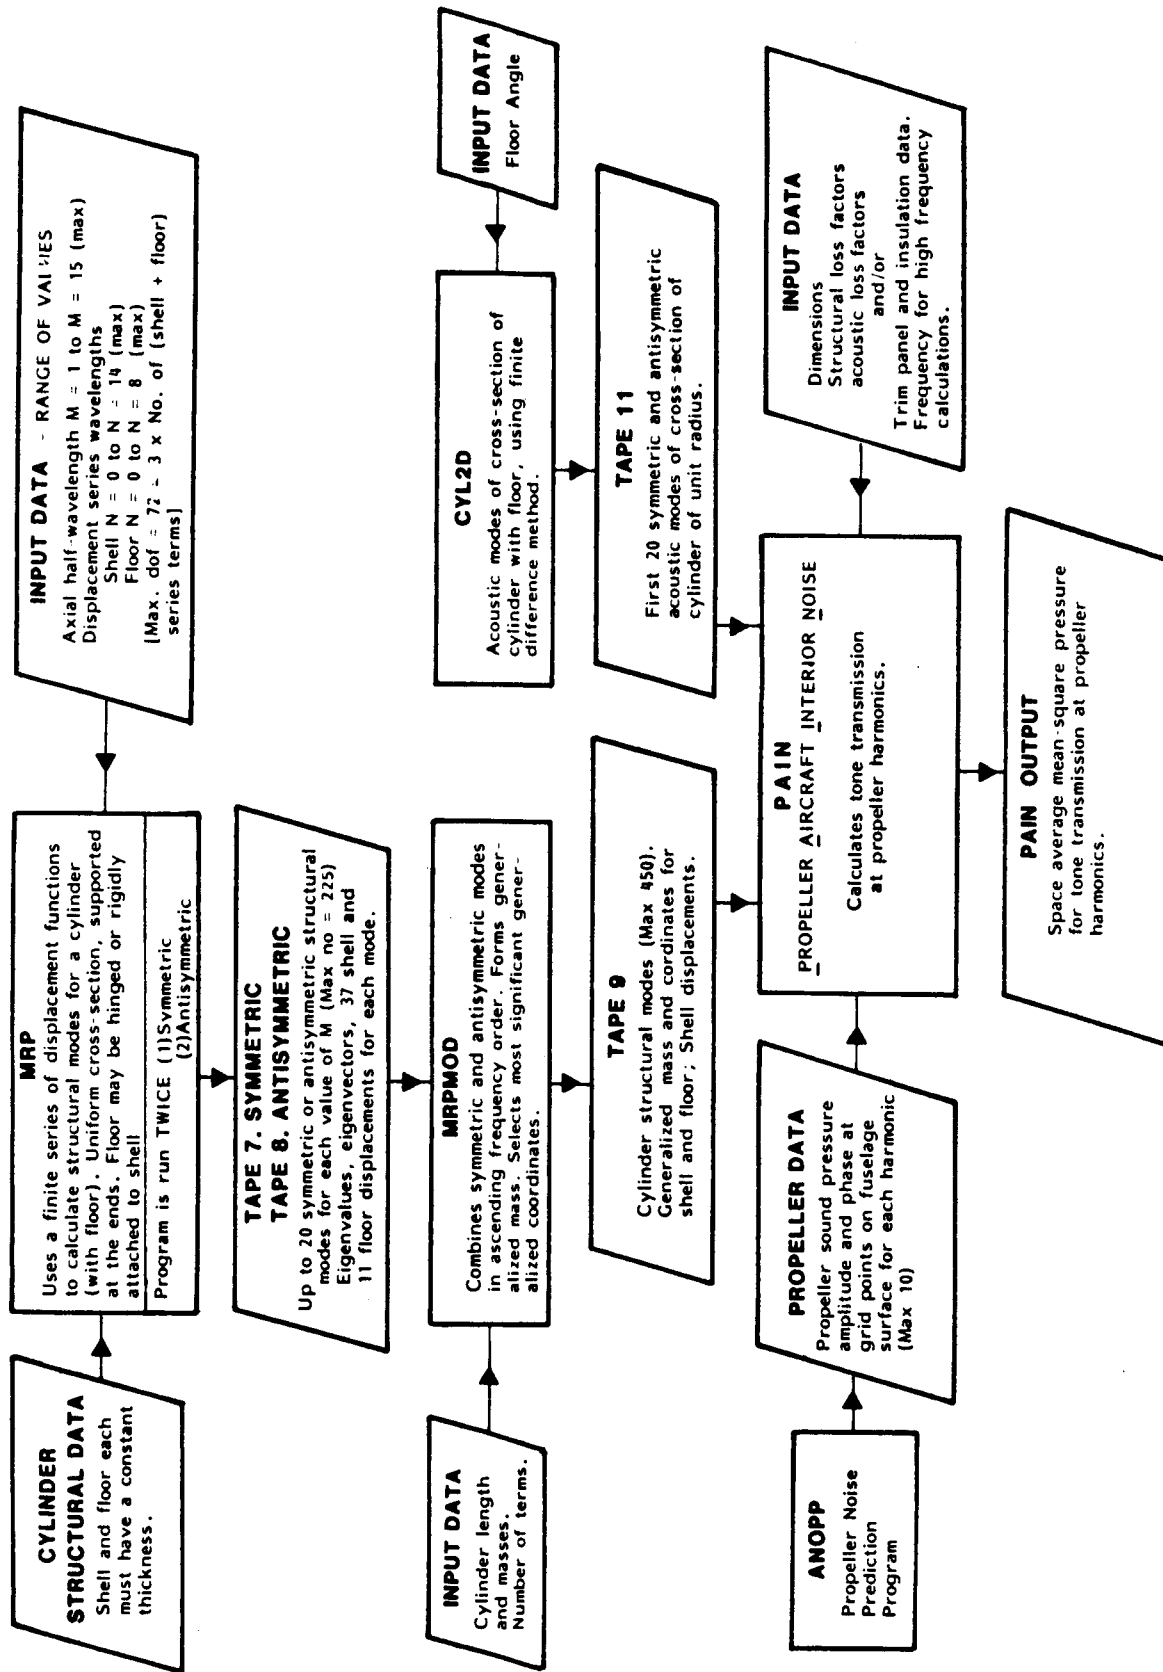 CYLINDER
STRUCTURAL DATA
Shell and floor each
must have a constant
thickness.
MRP
Uses a finite series of displacement functions
to calculate structural modes for a cylinder
(with floor). Uniform cross-section, supported
at the ends. Floor may be hinged or rigidly
attached to shell
Program is run TWICE (1)Symmetric
(2)Antisymmetric
INPUT DATA - RANGE OF VALUES
Axial half-wavelength M = 1 to M = 15 (max)
Displacement series wavelengths
Shell N = 0 to N = 14 (max)
Floor N = 0 to N = 8 (max)
[Max. dof = 72 = 3 x No. of (shell + floor)
series terms]
TAPE 7. SYMMETRIC
TAPE 8. ANTISYMMETRIC
Up to 20 symmetric or antisymmetric structural
modes for each value of M (Max no = 225)
Eigenvalues, eigenvectors, 37 shell and
11 floor displacements for each mode.
INPUT DATA
Cylinder length
and masses.
Number of terms.
MRPMOD
Combines symmetric and antisymmetric modes
in ascending frequency order. Forms gener-
alized mass. Selects most significant gener-
alized coordinates.
CYL2D
Acoustic modes of cross-section of
cylinder with floor, using finite
difference method.
INPUT DATA
Floor Angle
TAPE 9
Cylinder structural modes (Max 450).
Generalized mass and cordinates for
shell and floor; Shell displacements.
TAPE 11
First 20 symmetric and antisymmetric
acoustic modes of cross-section of
cylinder of unit radius.
ANOPP
Propeller Noise
Prediction
Program
PROPELLER DATA
Propeller sound pressure
amplitude and phase at
grid points on fuselage
surface for each harmonic
(Max 10)
PAIN
PROPELLER AIRCRAFT INTERIOR NOISE
Calculates tone transmission
at propeller harmonics.
INPUT DATA
Dimensions
Structural loss factors
acoustic loss factors
and/or
Trim panel and insulation data.
Frequency for high frequency
calculations.
PAIN OUTPUT
Space average mean-square pressure
for tone transmission at propeller
harmonics.